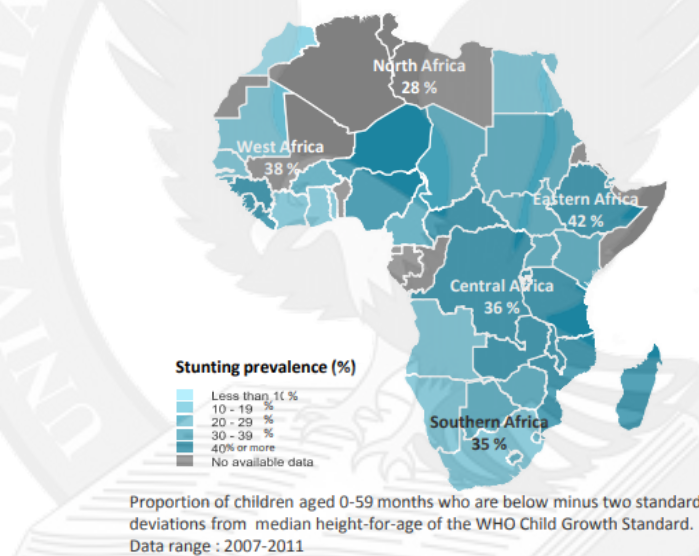 North Africa
28 %
West Africa
38 %
Eastern Africa
42 %
Central Africa
36 %
Southern Africa
35 %
Stunting prevalence (%)
Less than 10 %
10 - 19 %
20 - 29 %
30 - 39 %
40% or more
No available data
Proportion of children aged 0-59 months who are below minus two standard
deviations from median height-for-age of the WHO Child Growth Standard.
Data range : 2007-2011